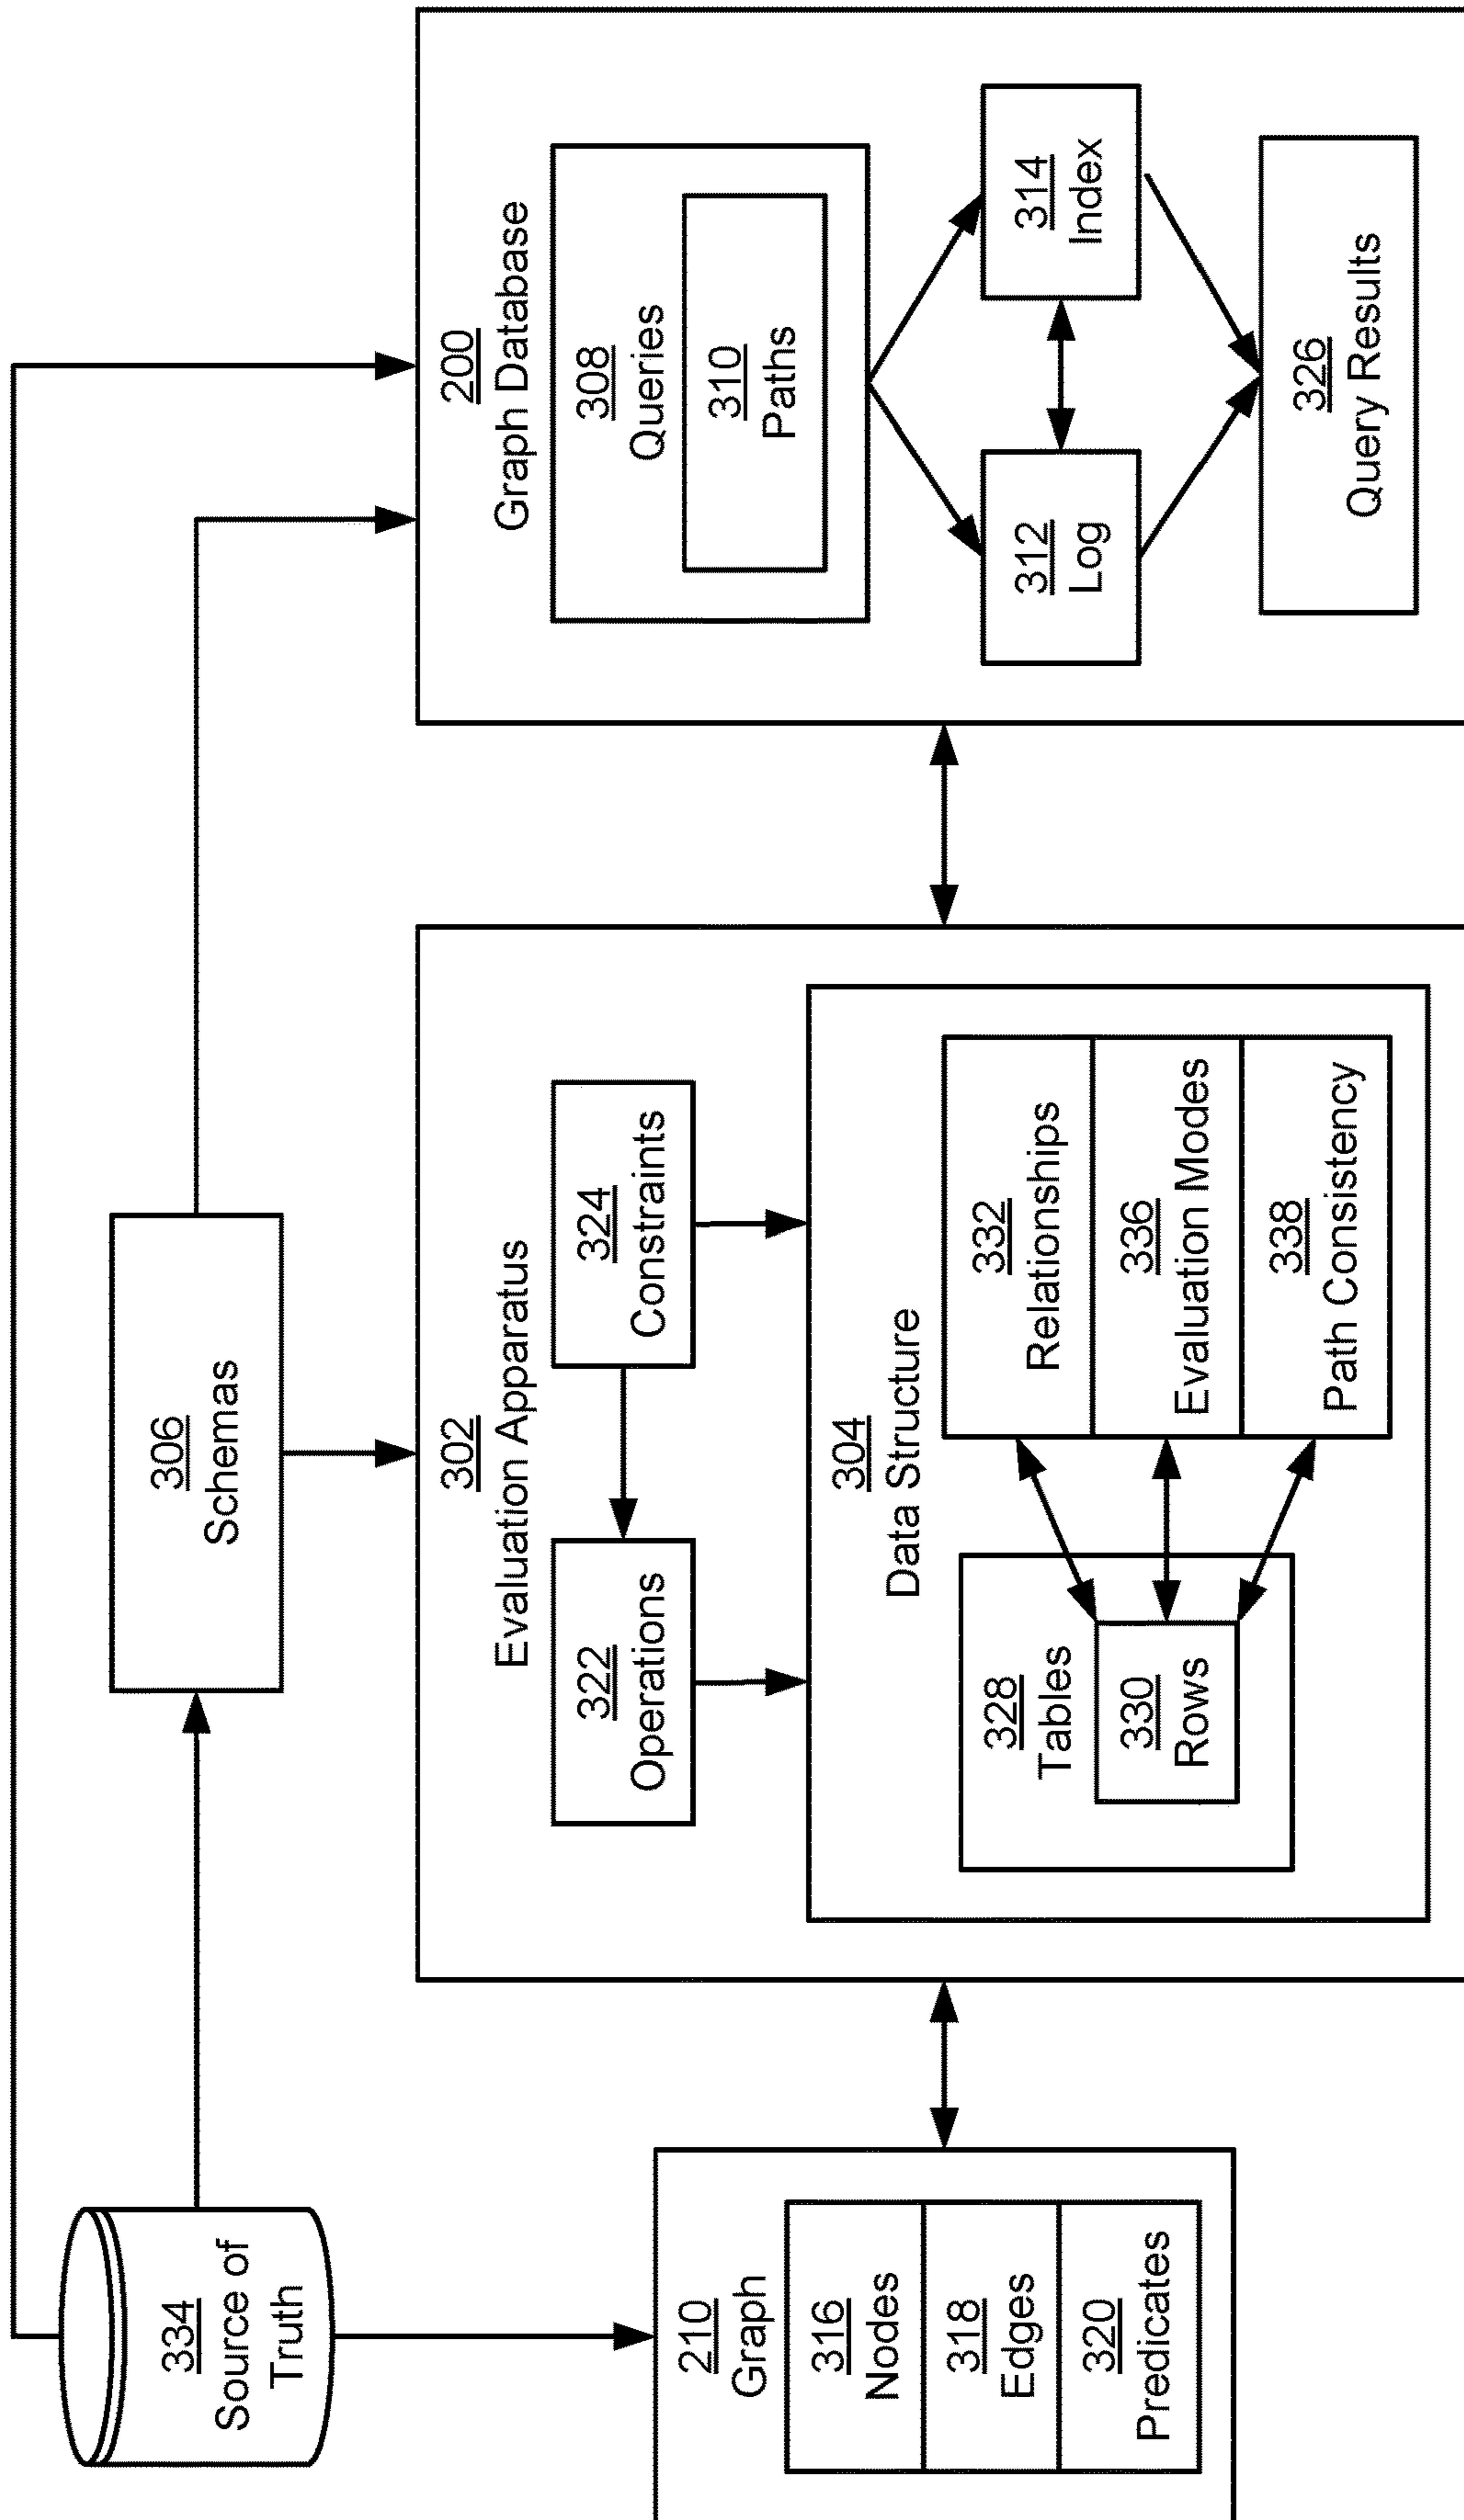 334
Source of
Truth
306
Schemas
210
Graph
316
Nodes
318
Edges
320
Predicates
302
Evaluation Apparatus
322
Operations
324
Constraints
304
Data Structure
328
Tables
330
Rows
332
Relationships
336
Evaluation Modes
338
Path Consistency
200
Graph Database
308
Queries
310
Paths
312
Log
314
Index
326
Query Results